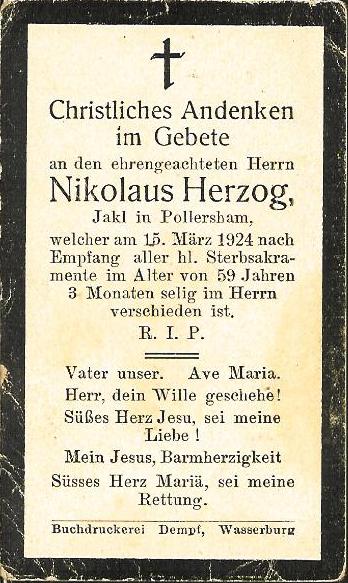 Christliches Andenken
im Gebete
an den ehrengeachteten Herrn
Nikolaus Herzog,
Jakl in Pollersham,
welcher am 15. März 1924 nach
Empfang aller hl. Sterbsakra-
mente im Alter von 59 Jahren
3 Monaten selig im Herrn
verschieden ist.
R. I. P.
Vater unser. Ave Maria.
Herr, dein Wille geschehe!
Süßes Herz Jesu, sei meine
Liebe !
Mein Jesus, Barmherzigkeit
Süsses Herz Mariä, sei meine
Rettung.
Buchdruckerei Dempf, Wasserburg